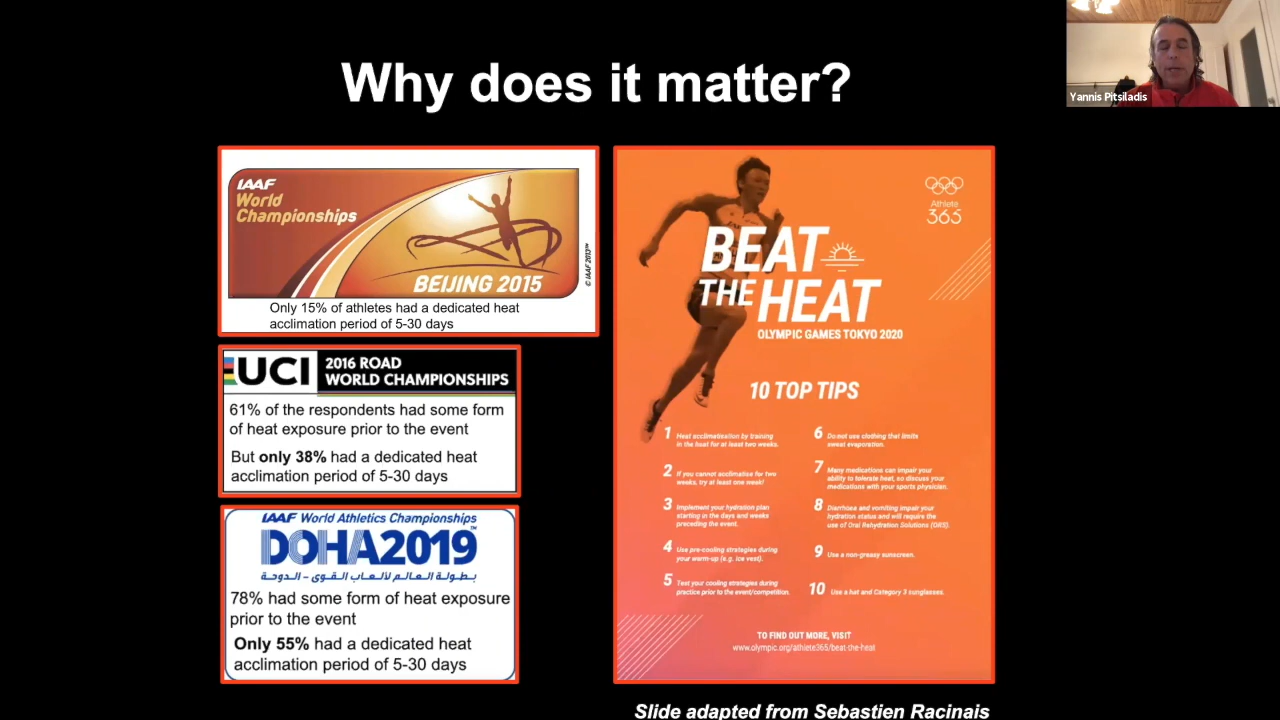 Why does it matter?
Yannis Pitsiladis
IAAF
World
Championships
BEIJING 2015
© IAAF 2013™
Only 15% of athletes had a dedicated heat
acclimation period of 5-30 days
UCI
2016 ROAD
WORLD CHAMPIONSHIPS
61% of the respondents had some form
of heat exposure prior to the event
But only 38% had a dedicated heat
acclimation period of 5-30 days
IAAF World Athletics Championships
DOHA2019™
بطولة العالم لألعاب القوى – الدوحة
78% had some form of heat exposure
prior to the event
Only 55% had a dedicated heat
acclimation period of 5-30 days
Athlete
365
BEAT
THE HEAT
OLYMPIC GAMES TOKYO 2020
10 TOP TIPS
1 Heat acclimatisation by training
in the heat for at least two weeks.
2 If you cannot acclimatise for two
weeks, try at least one week!
3 Implement your hydration plan
starting in the days and weeks
preceding the event.
4 Use pre-cooling strategies during
your warm-up (e.g. ice vest).
5 Test your cooling strategies during
practice prior to the event/competition.
6 Do not use clothing that limits
sweat evaporation.
7 Many medications can impair your
ability to tolerate heat, so discuss your
medications with your sports physician.
8 Diarrhoea and vomiting impair your
hydration status and will require the
use of Oral Rehydration Solutions (ORS).
9 Use a non-greasy sunscreen.
10 Use a hat and Category 3 sunglasses.
TO FIND OUT MORE, VISIT
www.olympic.org/athlete365/beat-the-heat
Slide adapted from Sebastien Racinais